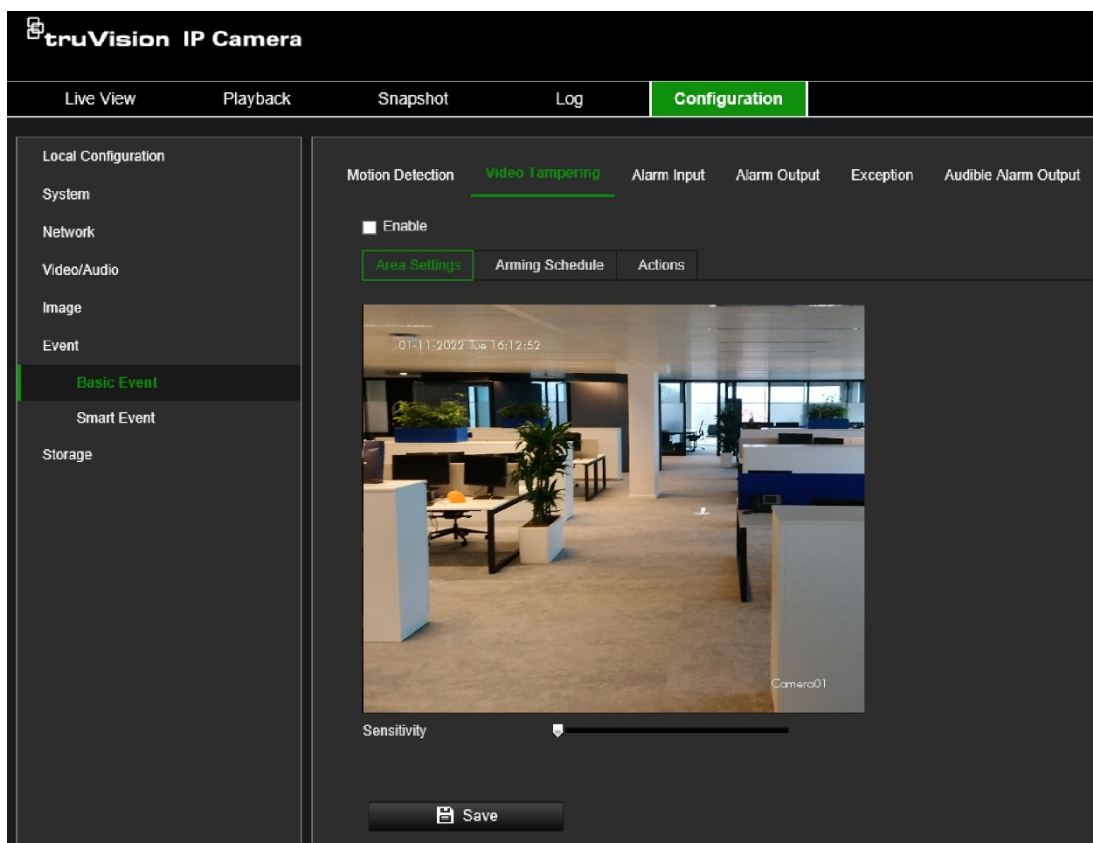 truVision IP Camera
Live View Playback Snapshot Log Configuration
Local Configuration
System
Network
Video/Audio
Image
Event
Basic Event
Smart Event
Storage
Motion Detection Video Tampering Alarm Input Alarm Output Exception Audible Alarm Output
Enable
Area Settings Arming Schedule Actions
01-11-2022 Tue 16:12:52
Camera01
Sensitivity
Save